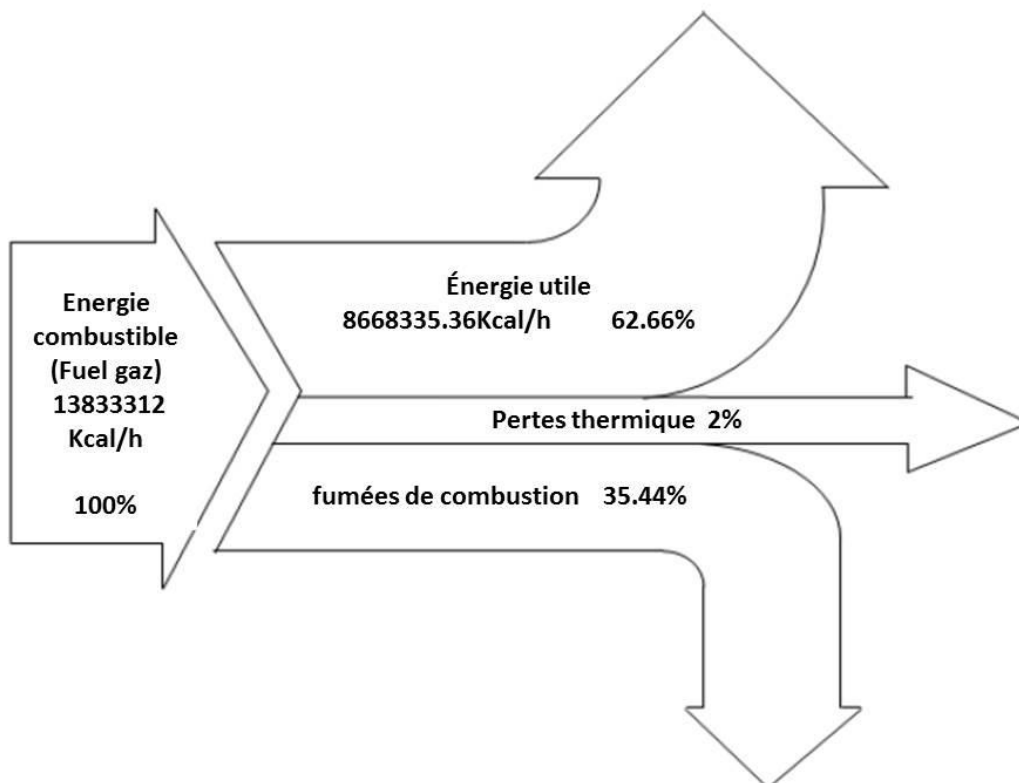 Energie
combustible
(Fuel gaz)
13833312
Kcal/h
100%
Énergie utile
8668335.36Kcal/h 62.66%
Pertes thermique 2%
fumées de combustion 35.44%